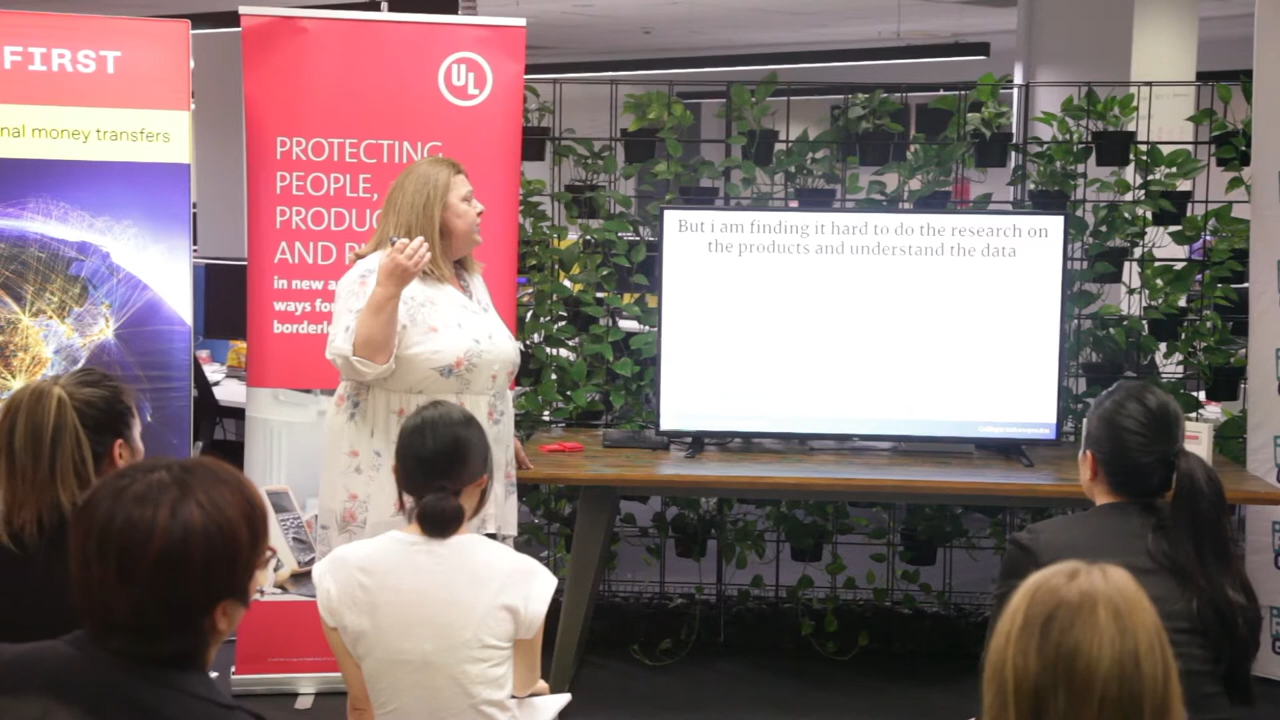 FIRST
nal money transfers
UL
PROTECTING
PEOPLE,
PRODUC
AND P
in new a
ways for
borderl
But i am finding it hard to do the research on
the products and understand the data